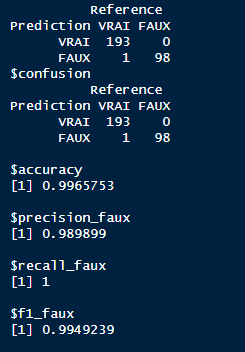 Reference
Prediction VRAI FAUX
VRAI 193 0
FAUX 1 98
$confusion
Reference
Prediction VRAI FAUX
VRAI 193 0
FAUX 1 98
$accuracy
[1] 0.9965753
$precision_faux
[1] 0.989899
$recall_faux
[1] 1
$f1_faux
[1] 0.9949239